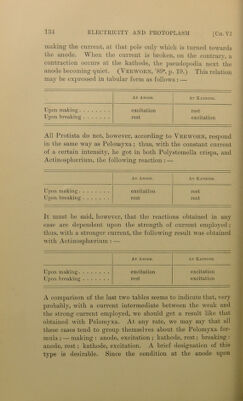 134 ELECTRICITY AND PROTOPLASM [Ch. VI
making the current, at that pole only which is turned towards
the anode. When the current is broken, on the contrary, a
contraction occurs at the kathode, the pseudopodia next the
anode becoming quiet. (Verworn, '89ª, p. 19.) This relation
may be expressed in tabular form as follows: —
At Anode. At Kathode.
Upon making . . . . . . . . excitation rest
Upon breaking . . . . . . . rest excitation
All Protista do not, however, according to Verworn, respond
in the same way as Pelomyxa; thus, with the constant current
of a certain intensity, he got in both Polystomella crispa, and
Actinosphærium, the following reaction: —
At Anode. At Kathode.
Upon making . . . . . . . . excitation rest
Upon breaking . . . . . . . rest rest
It must be said, however, that the reactions obtained in any
case are dependent upon the strength of current employed;
thus, with a stronger current, the following result was obtained
with Actinosphærium: —
At Anode. At Kathode.
Upon making . . . . . . . . excitation excitation
Upon breaking . . . . . . . rest excitation
A comparison of the last two tables seems to indicate that, very
probably, with a current intermediate between the weak and
the strong current employed, we should get a result like that
obtained with Pelomyxa. At any rate, we may say that all
these cases tend to group themselves about the Pelomyxa for-
mula: — making: anode, excitation; kathode, rest; breaking:
anode, rest; kathode, excitation. A brief designation of this
type is desirable. Since the condition at the anode upon